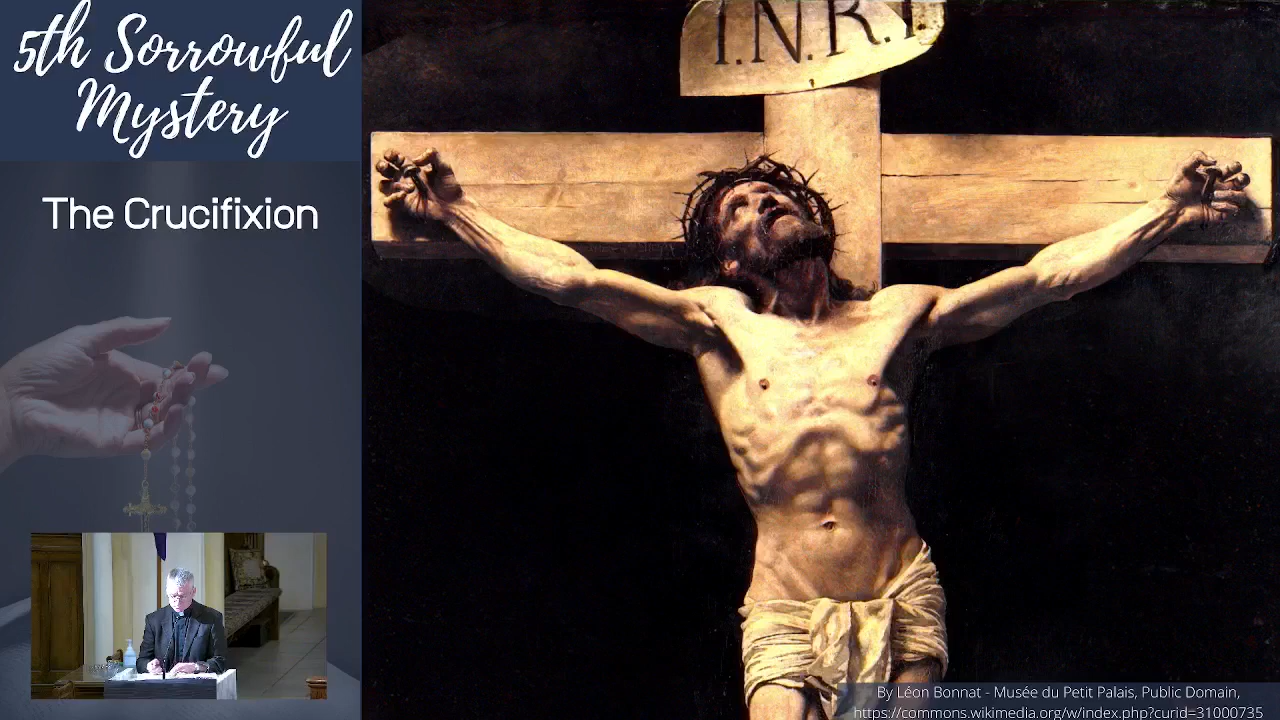 5th Sorrowful
Mystery
The Crucifixion
I.N.R.I
By Léon Bonnat - Musée du Petit Palais, Public Domain,
https://commons.wikimedia.org/w/index.php?curid=31000735